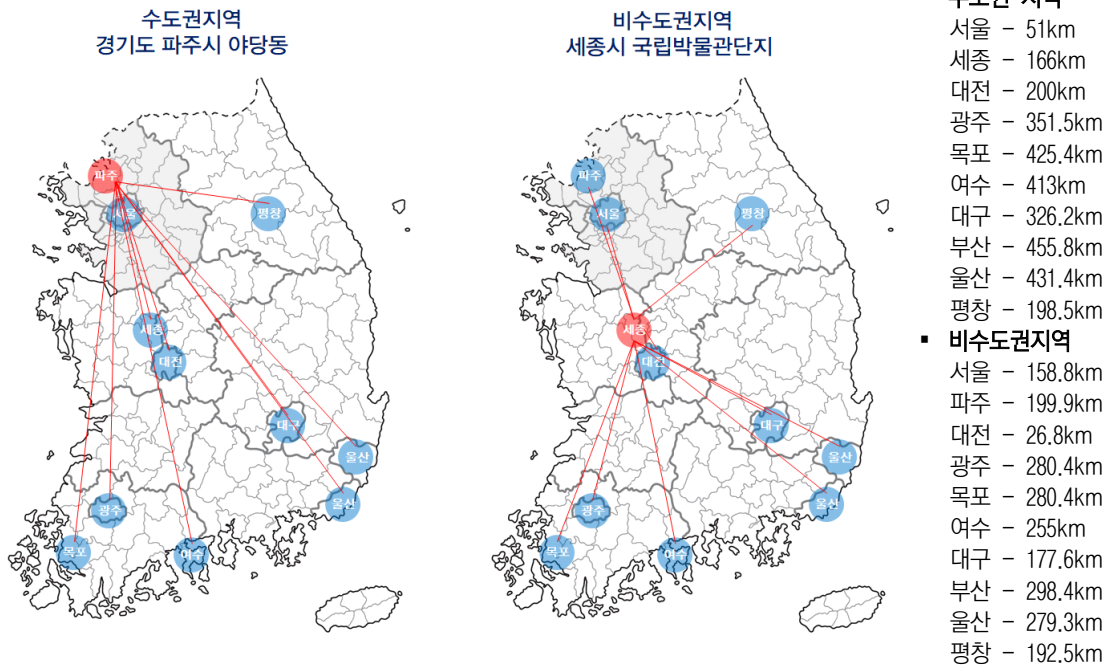 수도권지역
경기도 파주시 야당동
파주
서울
평창
세종
대전
대구
울산
울산
광주
목포
여수
비수도권지역
세종시 국립박물관단지
파주
서울
평창
세종
대전
대구
울산
울산
광주
목포
여수
수도권 지역
서울 - 51km
세종 - 166km
대전 - 200km
광주 - 351.5km
목포 - 425.4km
여수 - 413km
대구 - 326.2km
부산 - 455.8km
울산 - 431.4km
평창 - 198.5km
▪ 비수도권지역
서울 - 158.8km
파주 - 199.9km
대전 - 26.8km
광주 - 280.4km
목포 - 280.4km
여수 - 255km
대구 - 177.6km
부산 - 298.4km
울산 - 279.3km
평창 - 192.5km